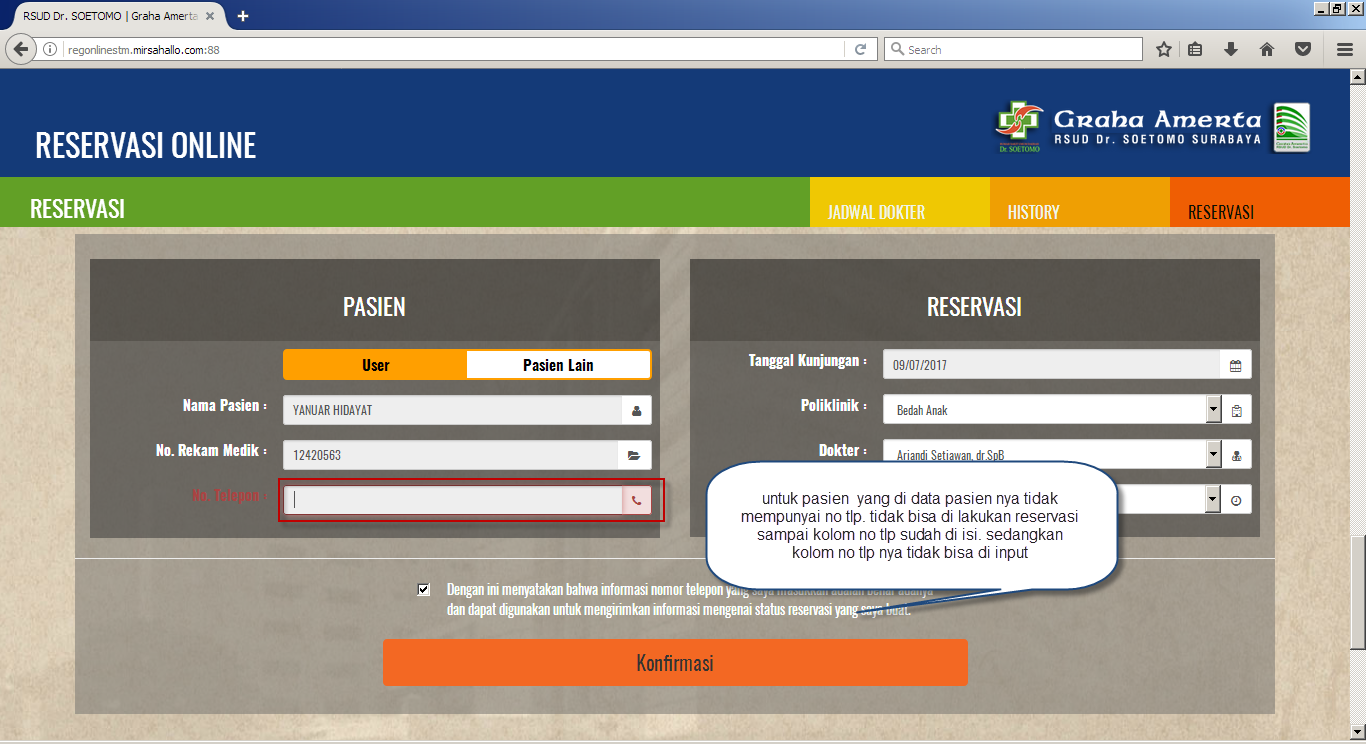 RSUD Dr. SOETOMO | Graha Amerta
regonlinestm.mirsahallo.com:88
Search
RESERVASI ONLINE
Graha Amerta
RSUD Dr. SOETOMO SURABAYA
Dr. SOETOMO
RESERVASI
JADWAL DOKTER
HISTORY
RESERVASI
PASIEN
User
Pasien Lain
Nama Pasien :
YANUAR HIDAYAT
No. Rekam Medik :
12420563
No. Telepon :
RESERVASI
Tanggal Kunjungan :
09/07/2017
Poliklinik :
Bedah Anak
Dokter :
Ariandi Setiawan, dr.SpB
untuk pasien yang di data pasien nya tidak
mempunyai no tlp. tidak bisa di lakukan reservasi
sampai kolom no tlp sudah di isi. sedangkan
kolom no tlp nya tidak bisa di input
Dengan ini menyatakan bahwa informasi nomor telepon yang saya masukkan adalah benar adanya
dan dapat digunakan untuk mengirimkan informasi mengenai status reservasi yang saya buat.
Konfirmasi